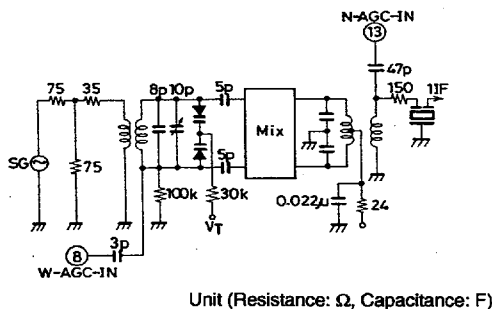 N-AGC-IN
13
47p
75
35
8p
10p
5p
150
1IF
Mix
SG
75
5p
100k
30k
0.022μ
24
3p
VT
8
W-AGC-IN
Unit (Resistance: Ω, Capacitance: F)